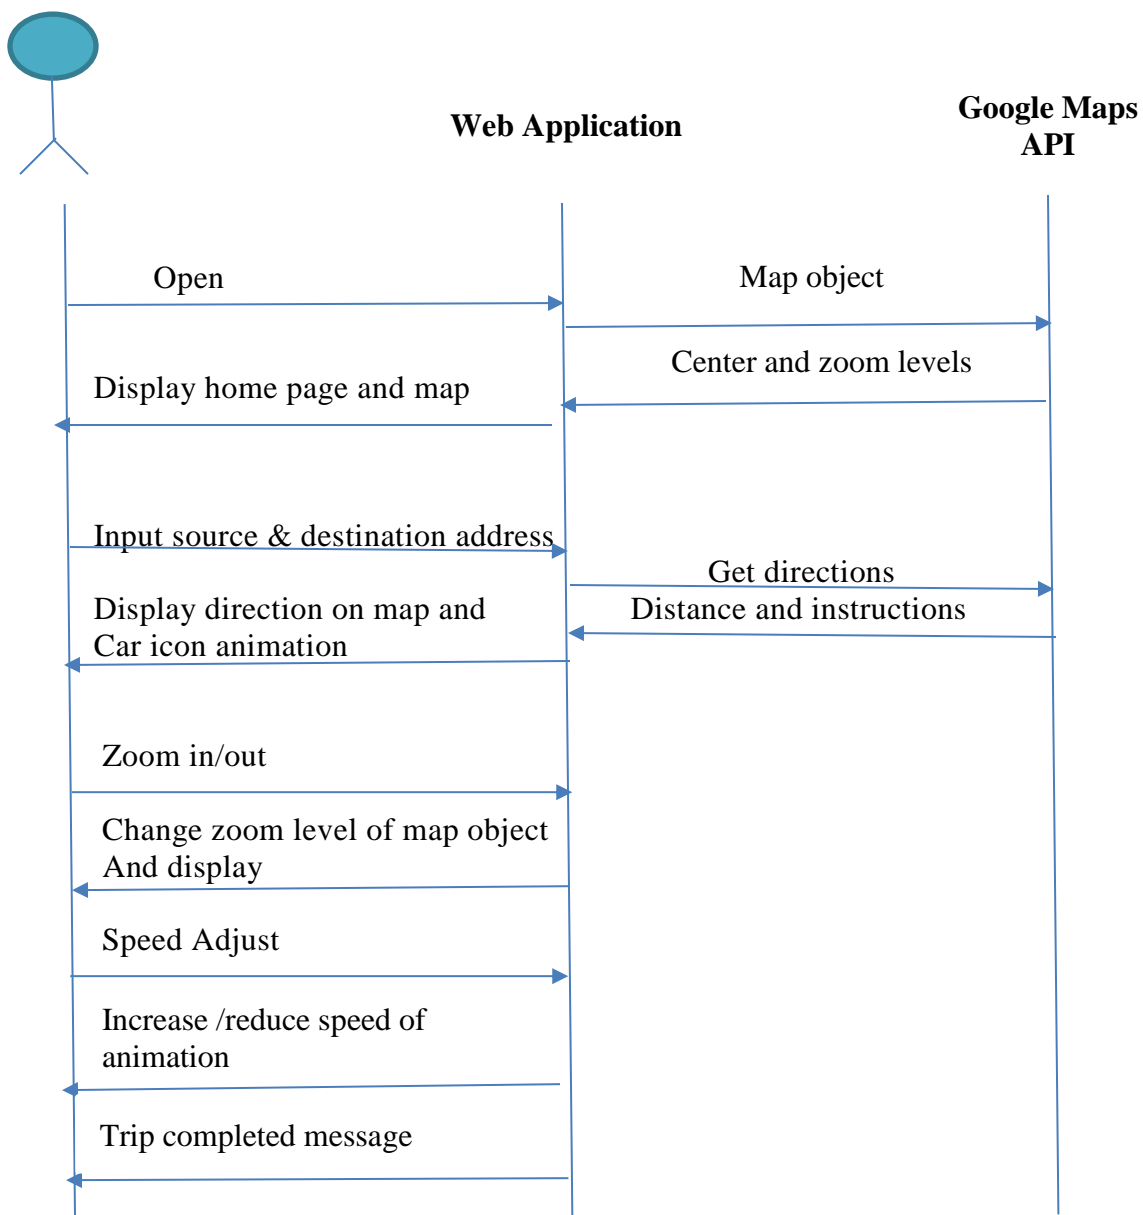 Web Application
Google Maps
API
Open
Map object
Center and zoom levels
Display home page and map
Input source & destination address
Get directions
Display direction on map and
Car icon animation
Distance and instructions
Zoom in/out
Change zoom level of map object
And display
Speed Adjust
Increase /reduce speed of
animation
Trip completed message